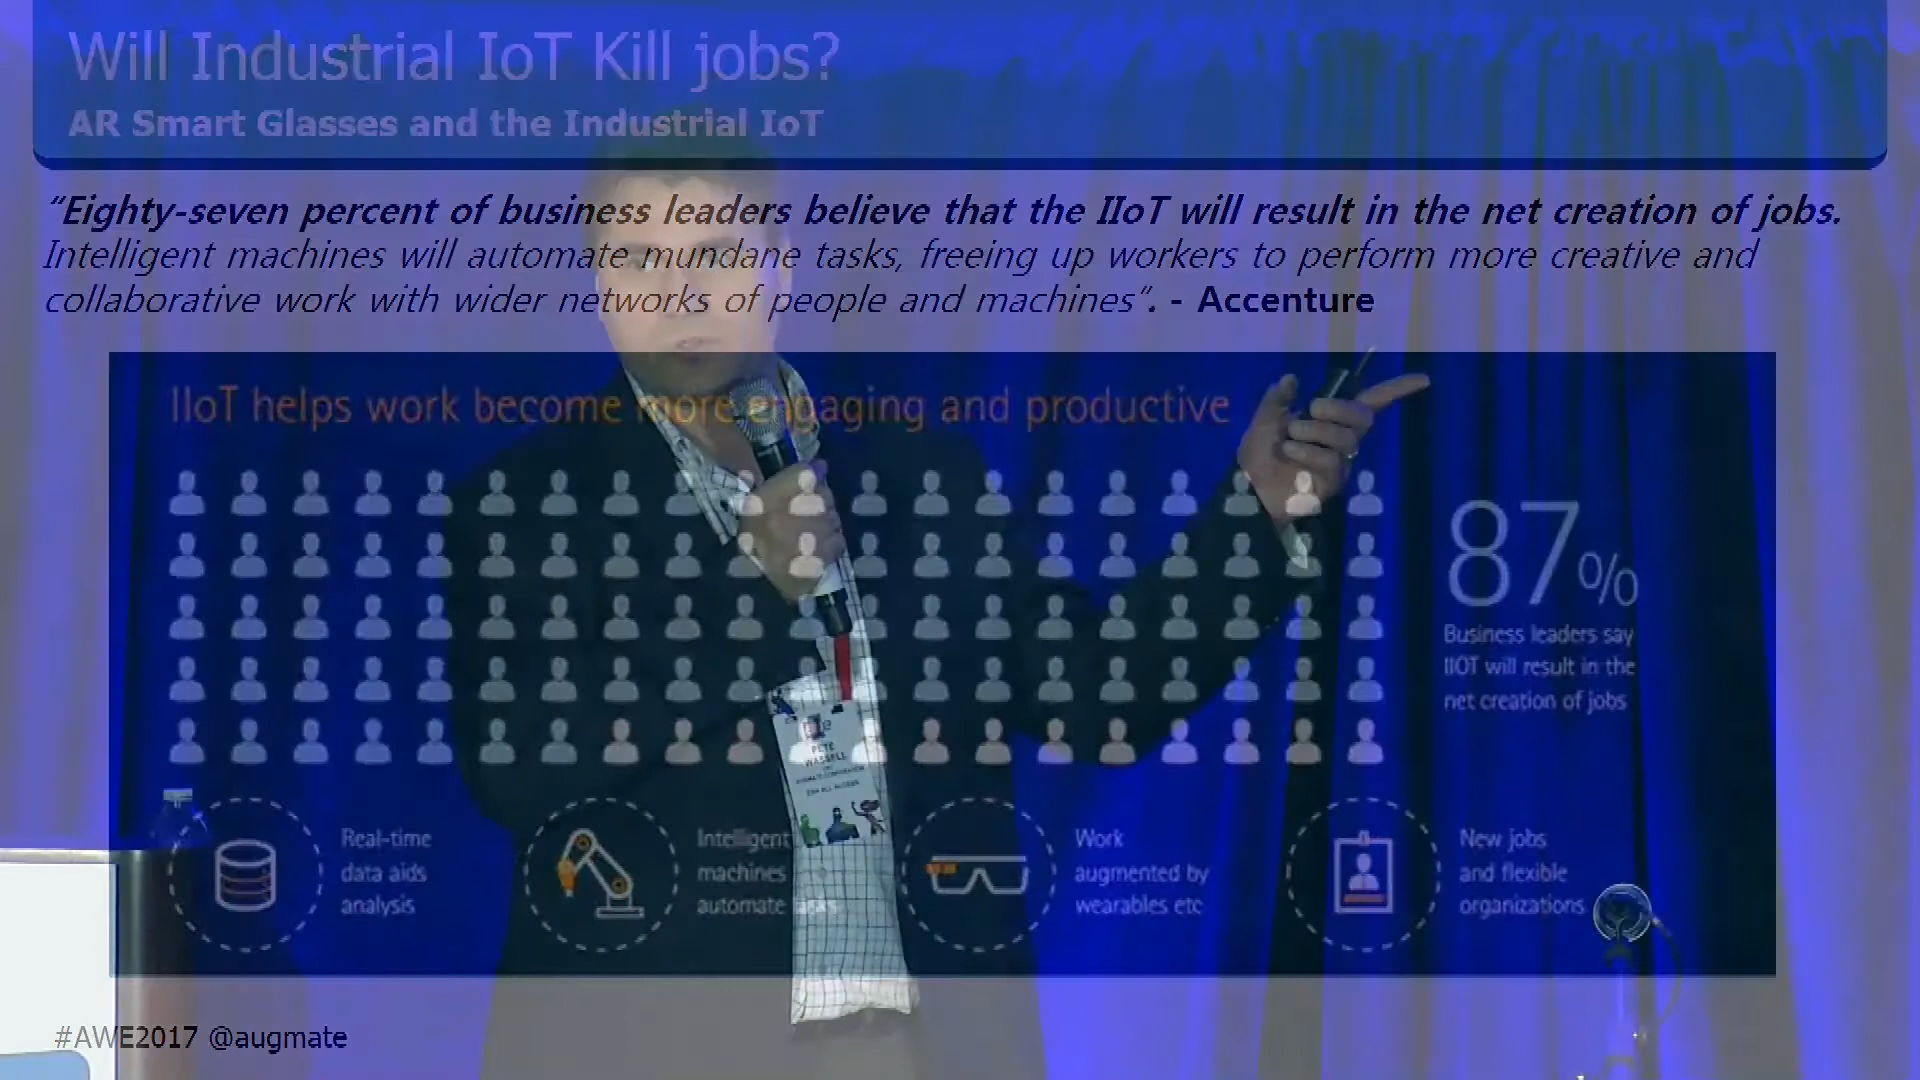 Will Industrial IoT Kill jobs?
AR Smart Glasses and the Industrial IoT
“Eighty-seven percent of business leaders believe that the IIoT will result in the net creation of jobs.
Intelligent machines will automate mundane tasks, freeing up workers to perform more creative and
collaborative work with wider networks of people and machines”. - Accenture
IIoT helps work become more engaging and productive
87%
Business leaders say
IIOT will result in the
net creation of jobs
PETE
WASSELL
Real-time
data aids
analysis
Intelligent
machines
automate tasks
Work
augmented by
wearables etc
New jobs
and flexible
organizations
#AWE2017 @augmate